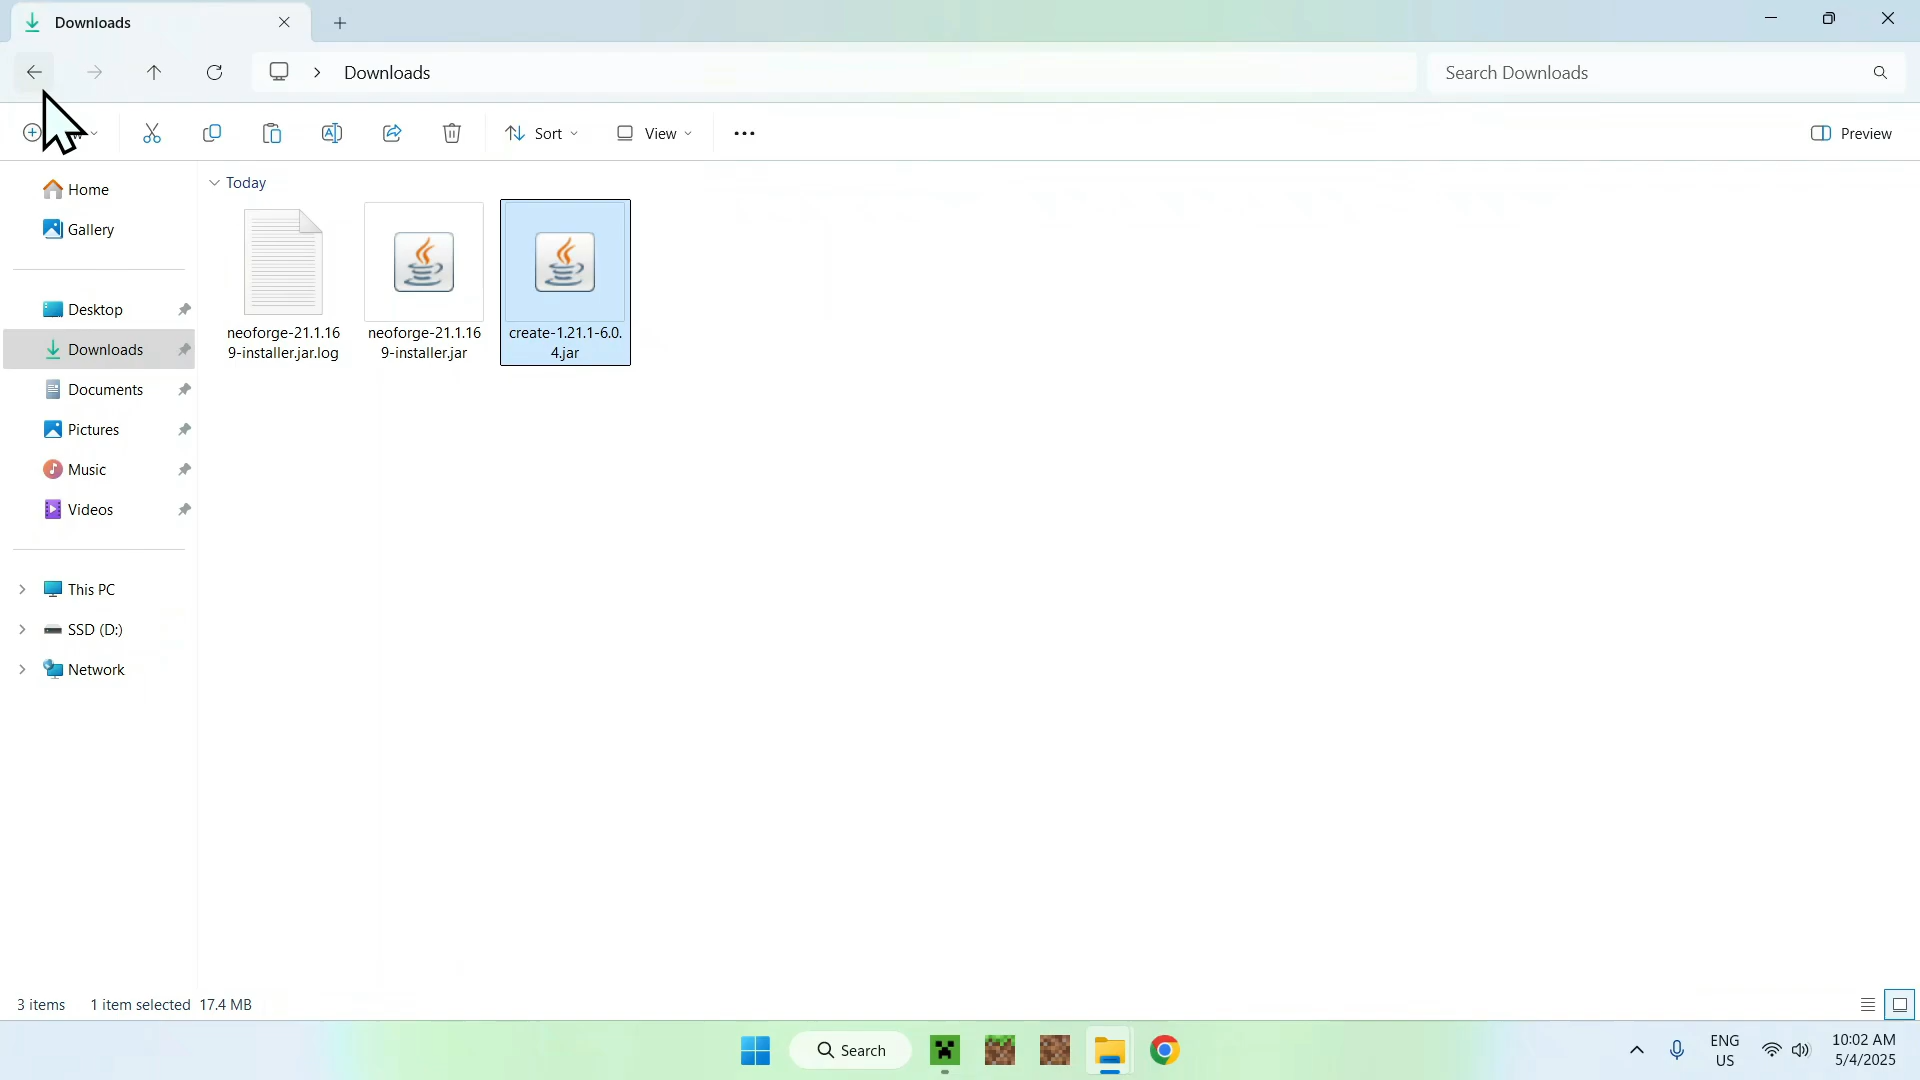 Downloads
Downloads
Search Downloads
Sort
View
Preview
Home
Gallery
Desktop
Downloads
Documents
Pictures
Music
Videos
This PC
SSD (D:)
Network
Today
neoforge-21.1.16
9-installer.jar.log
neoforge-21.1.16
9-installer.jar
create-1.21.1-6.0.
4.jar
3 items 1 item selected 17.4 MB
Search
ENG
US
10:02 AM
5/4/2025